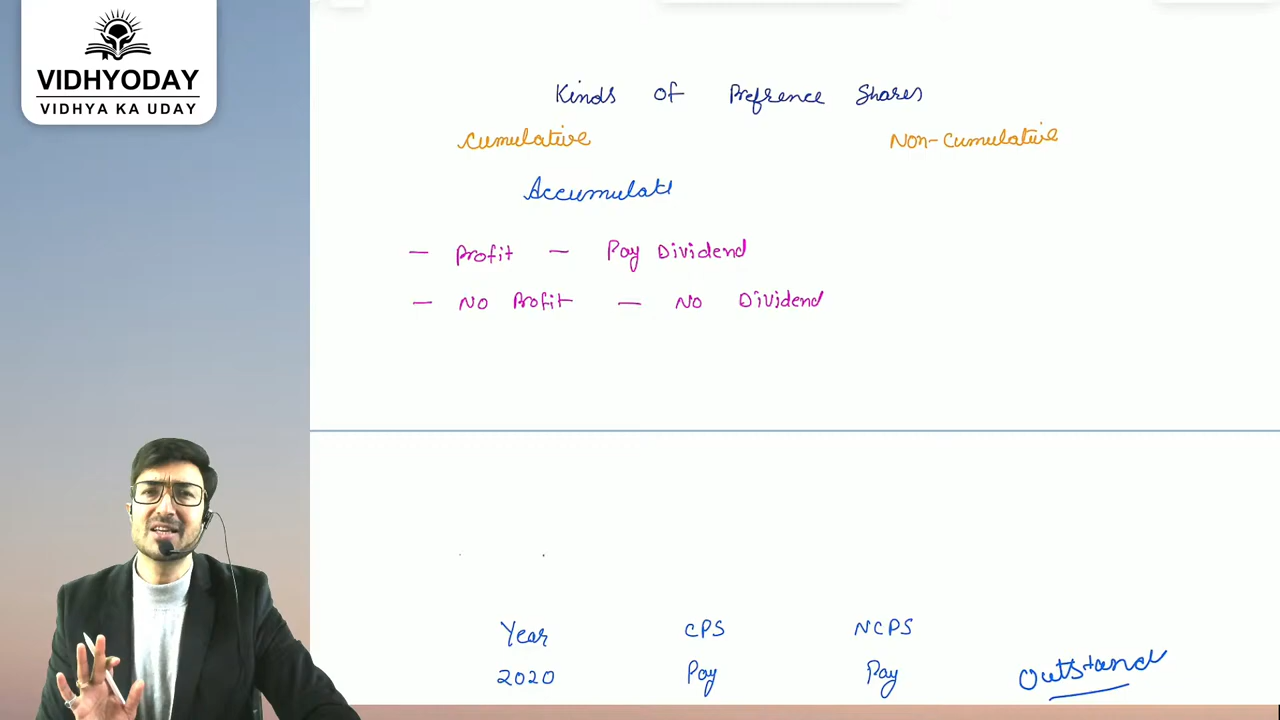 VIDHYODAY
VIDHYA KA UDAY
Kinds of Prefrence Shares
Cumulative Non-Cumulative
Accumulate
— Profit — Pay Dividend
— No Profit — No Dividend
Year CPS NCPS
2020 Pay Pay Outstand